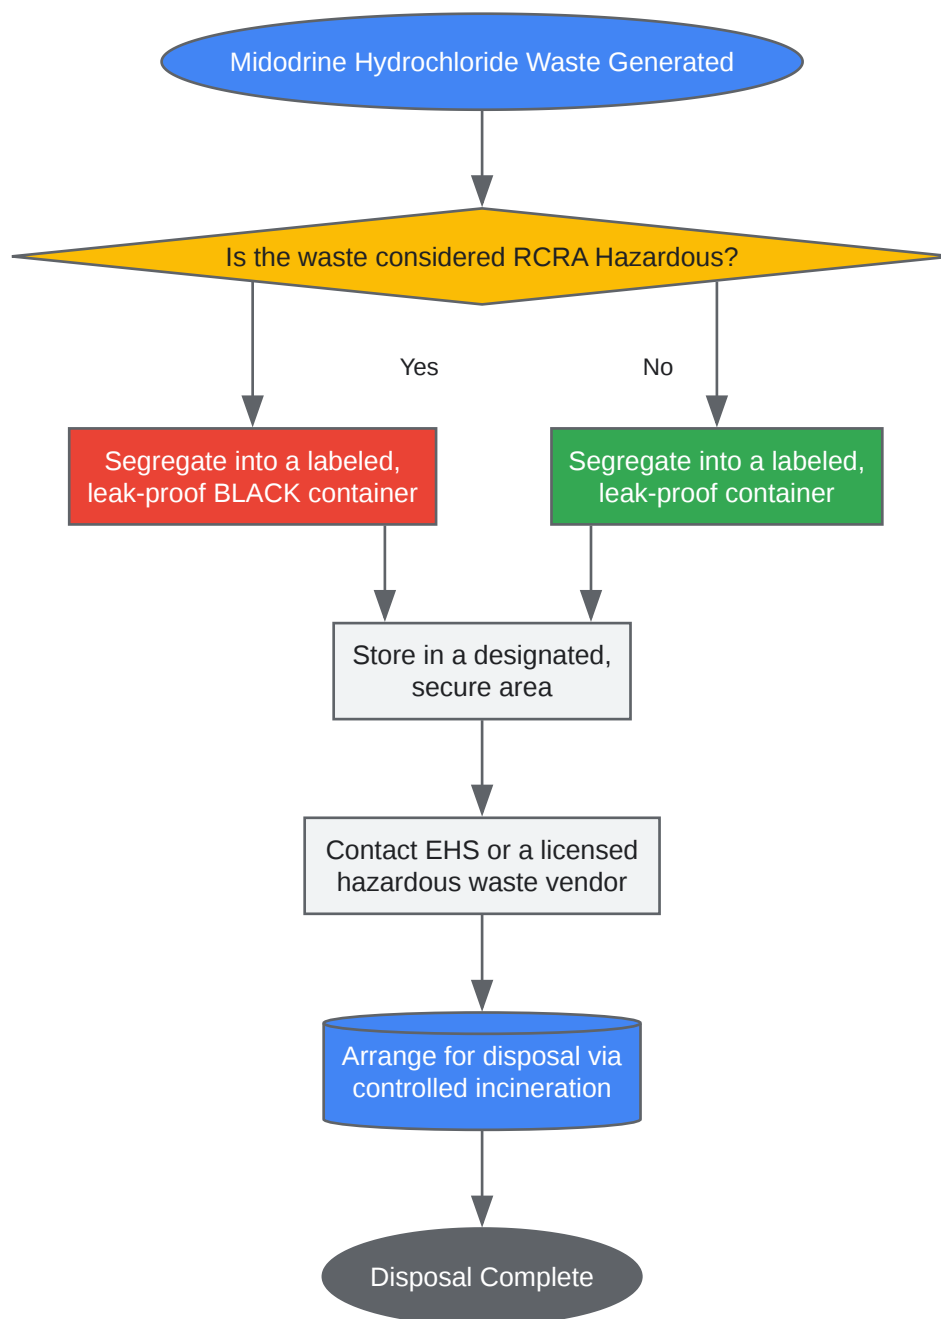 Midodrine Hydrochloride Waste Generated
Is the waste considered RCRA Hazardous?
Yes
No
Segregate into a labeled,
leak-proof BLACK container
Segregate into a labeled,
leak-proof container
Store in a designated,
secure area
Contact EHS or a licensed
hazardous waste vendor
Arrange for disposal via
controlled incineration
Disposal Complete